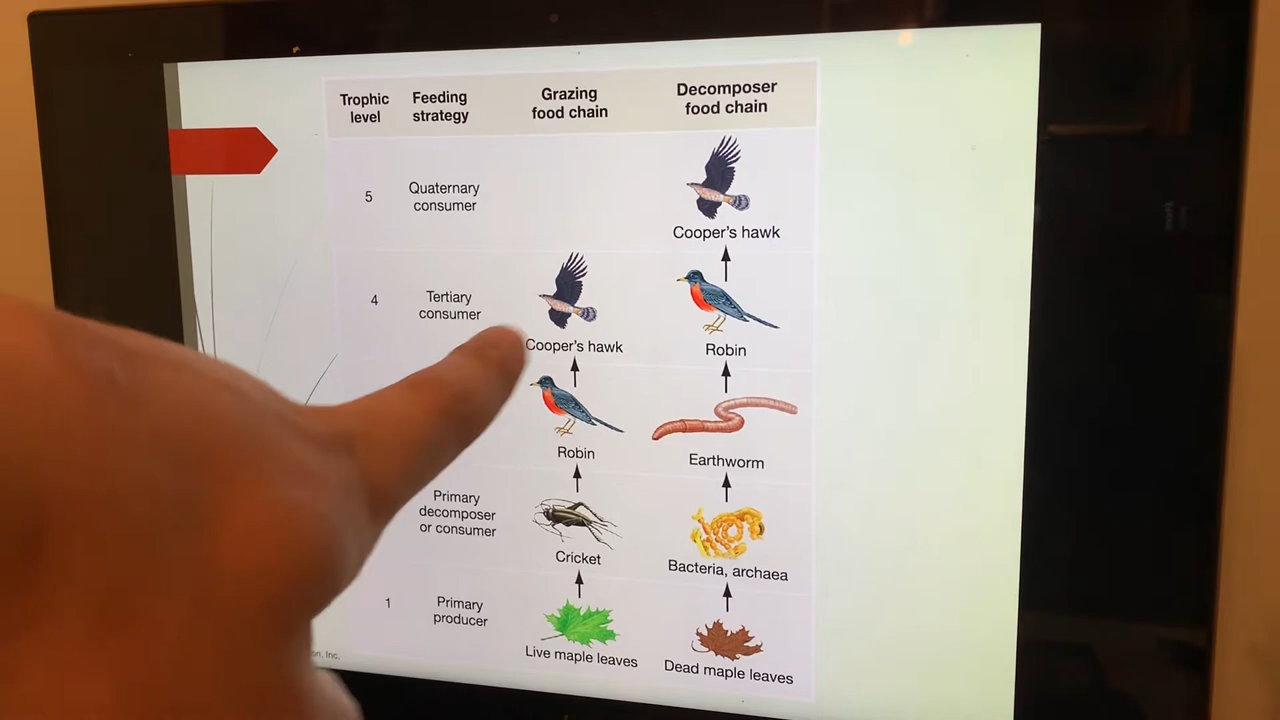 Trophic level
Feeding strategy
Grazing food chain
Decomposer food chain
5
Quaternary consumer
Cooper's hawk
4
Tertiary consumer
Cooper's hawk
Robin
Robin
Earthworm
Primary decomposer or consumer
Cricket
Bacteria, archaea
1
Primary producer
Live maple leaves
Dead maple leaves
Inc.